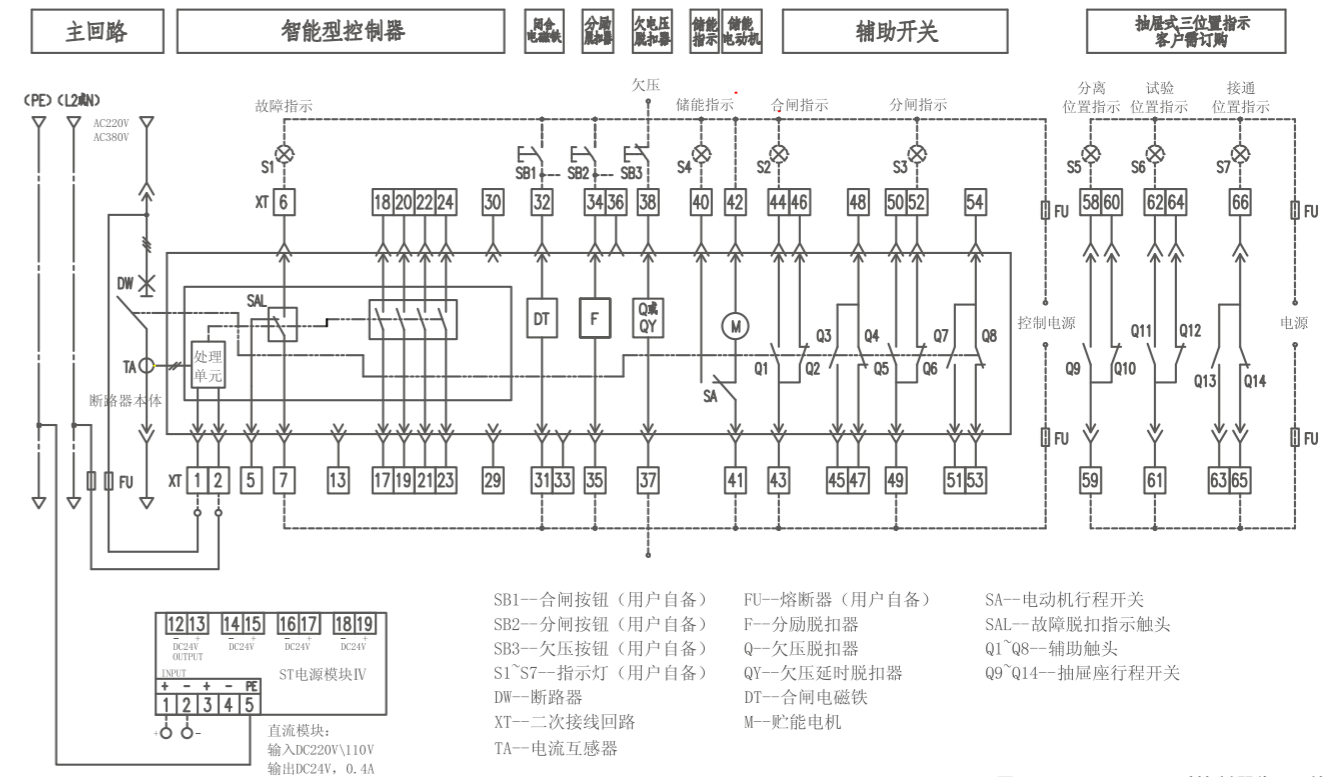 主回路
智能型控制器
闭合
电磁铁
分励
脱扣器
欠电压
脱扣器
储能
指示
储能
电动机
辅助开关
抽屉式三位置指示
客户需订购
(PE)
(L2或N)
AC220V
AC380V
故障指示
欠压
储能指示
合闸指示
分闸指示
分离
位置指示
试验
位置指示
接通
位置指示
S1
SB1
SB2
SB3
S4
S2
S3
S5
S6
S7
XT
6
18
20
22
24
30
32
34
36
38
40
42
44
46
48
50
52
54
FU
58
60
62
64
66
FU
DW
SAL
DT
F
Q或
QY
M
控制电源
电源
处理
单元
TA
断路器本体
SA
Q1
Q2
Q3
Q4
Q5
Q6
Q7
Q8
Q9
Q10
Q11
Q12
Q13
Q14
FU
FU
FU
XT
1
2
5
7
13
17
19
21
23
29
31
33
35
37
41
43
45
47
49
51
53
59
61
63
65
SB1--合闸按钮（用户自备）
SB2--分闸按钮（用户自备）
SB3--欠压按钮（用户自备）
S1~S7--指示灯（用户自备）
DW--断路器
XT--二次接线回路
TA--电流互感器
FU--熔断器（用户自备）
F--分励脱扣器
Q--欠压脱扣器
QY--欠压延时脱扣器
DT--合闸电磁铁
M--贮能电机
SA--电动机行程开关
SAL--故障脱扣指示触头
Q1~Q8--辅助触头
Q9~Q14--抽屉座行程开关
12 13 14 15 16 17 18 19
- + - + - + - +
DC24V DC24V DC24V DC24V
OUTPUT
INPUT
ST电源模块Ⅳ
+ - + - PE
1 2 3 4 5
+ -
直流模块：
输入DC220V\110V
输出DC24V，0.4A